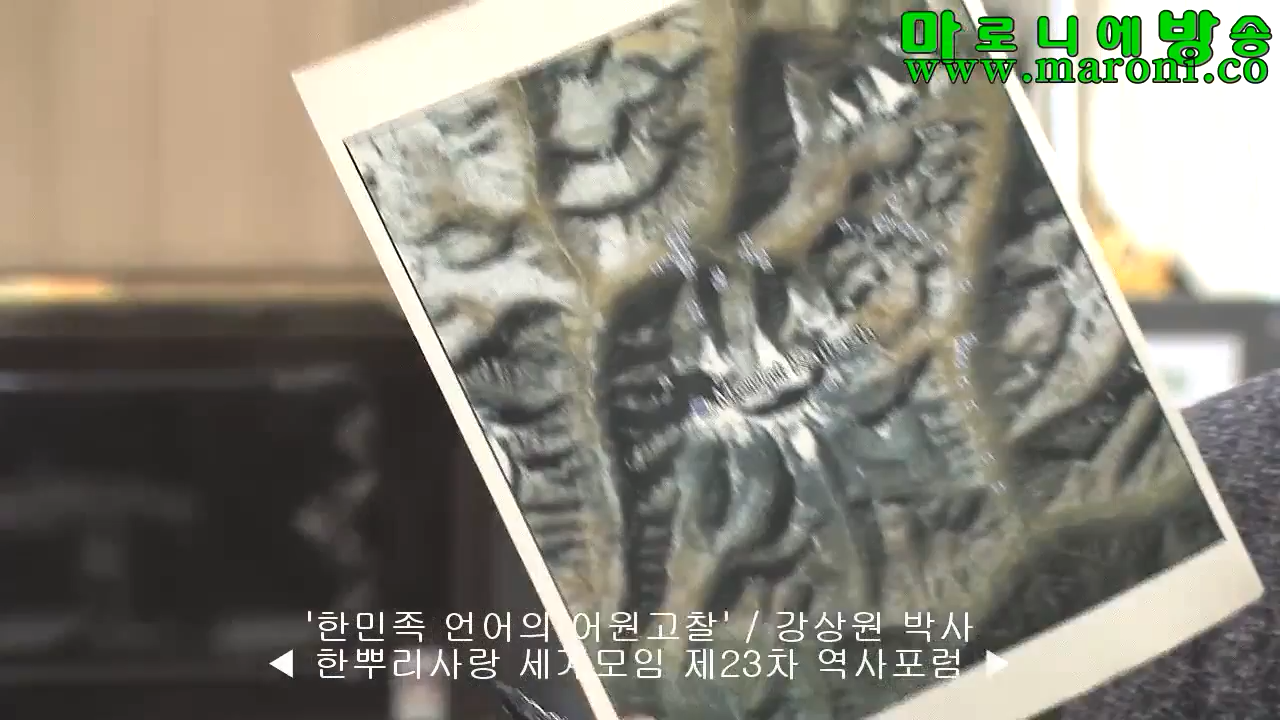 마로니에방송
www.maroni.co
'한민족 언어의 어원고찰' / 강상원 박사
◀ 한뿌리사랑 세계모임 제23차 역사포럼 ▶